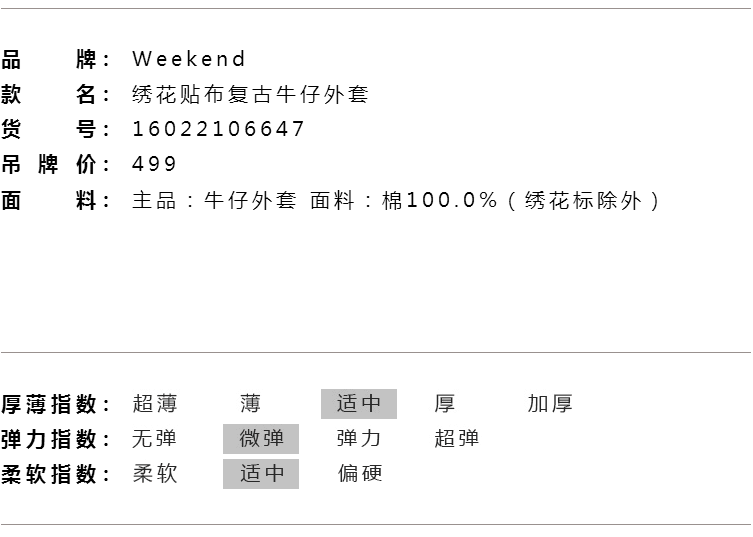 品牌：Weekend
款名：绣花贴布复古牛仔外套
货号：16022106647
吊牌价：499
面料：主品：牛仔外套 面料：棉100.0%（绣花标除外）
厚薄指数：超薄 薄 适中 厚 加厚
弹力指数：无弹 微弹 弹力 超弹
柔软指数：柔软 适中 偏硬